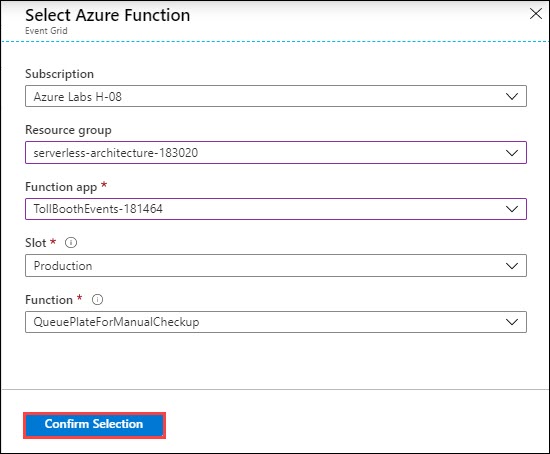 Select Azure Function
Event Grid
Subscription
Azure Labs H-08
Resource group
serverless-architecture-183020
Function app *
TollBoothEvents-181464
Slot *
Production
Function *
QueuePlateForManualCheckup
Confirm Selection